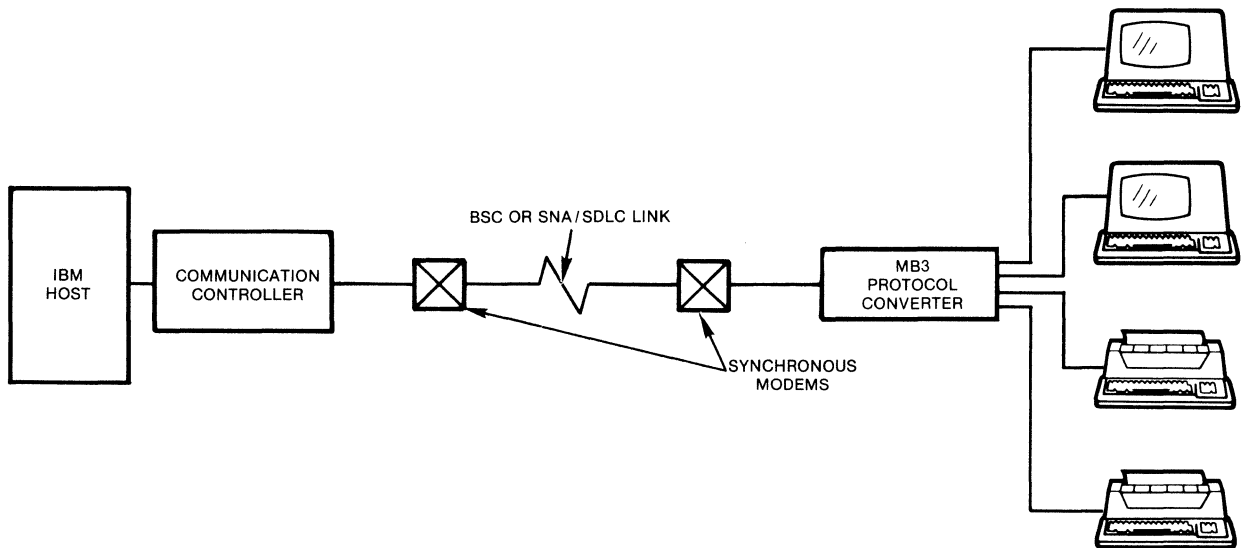 IBM
HOST
COMMUNICATION
CONTROLLER
BSC OR SNA/SDLC LINK
SYNCHRONOUS
MODEMS
MB3
PROTOCOL
CONVERTER